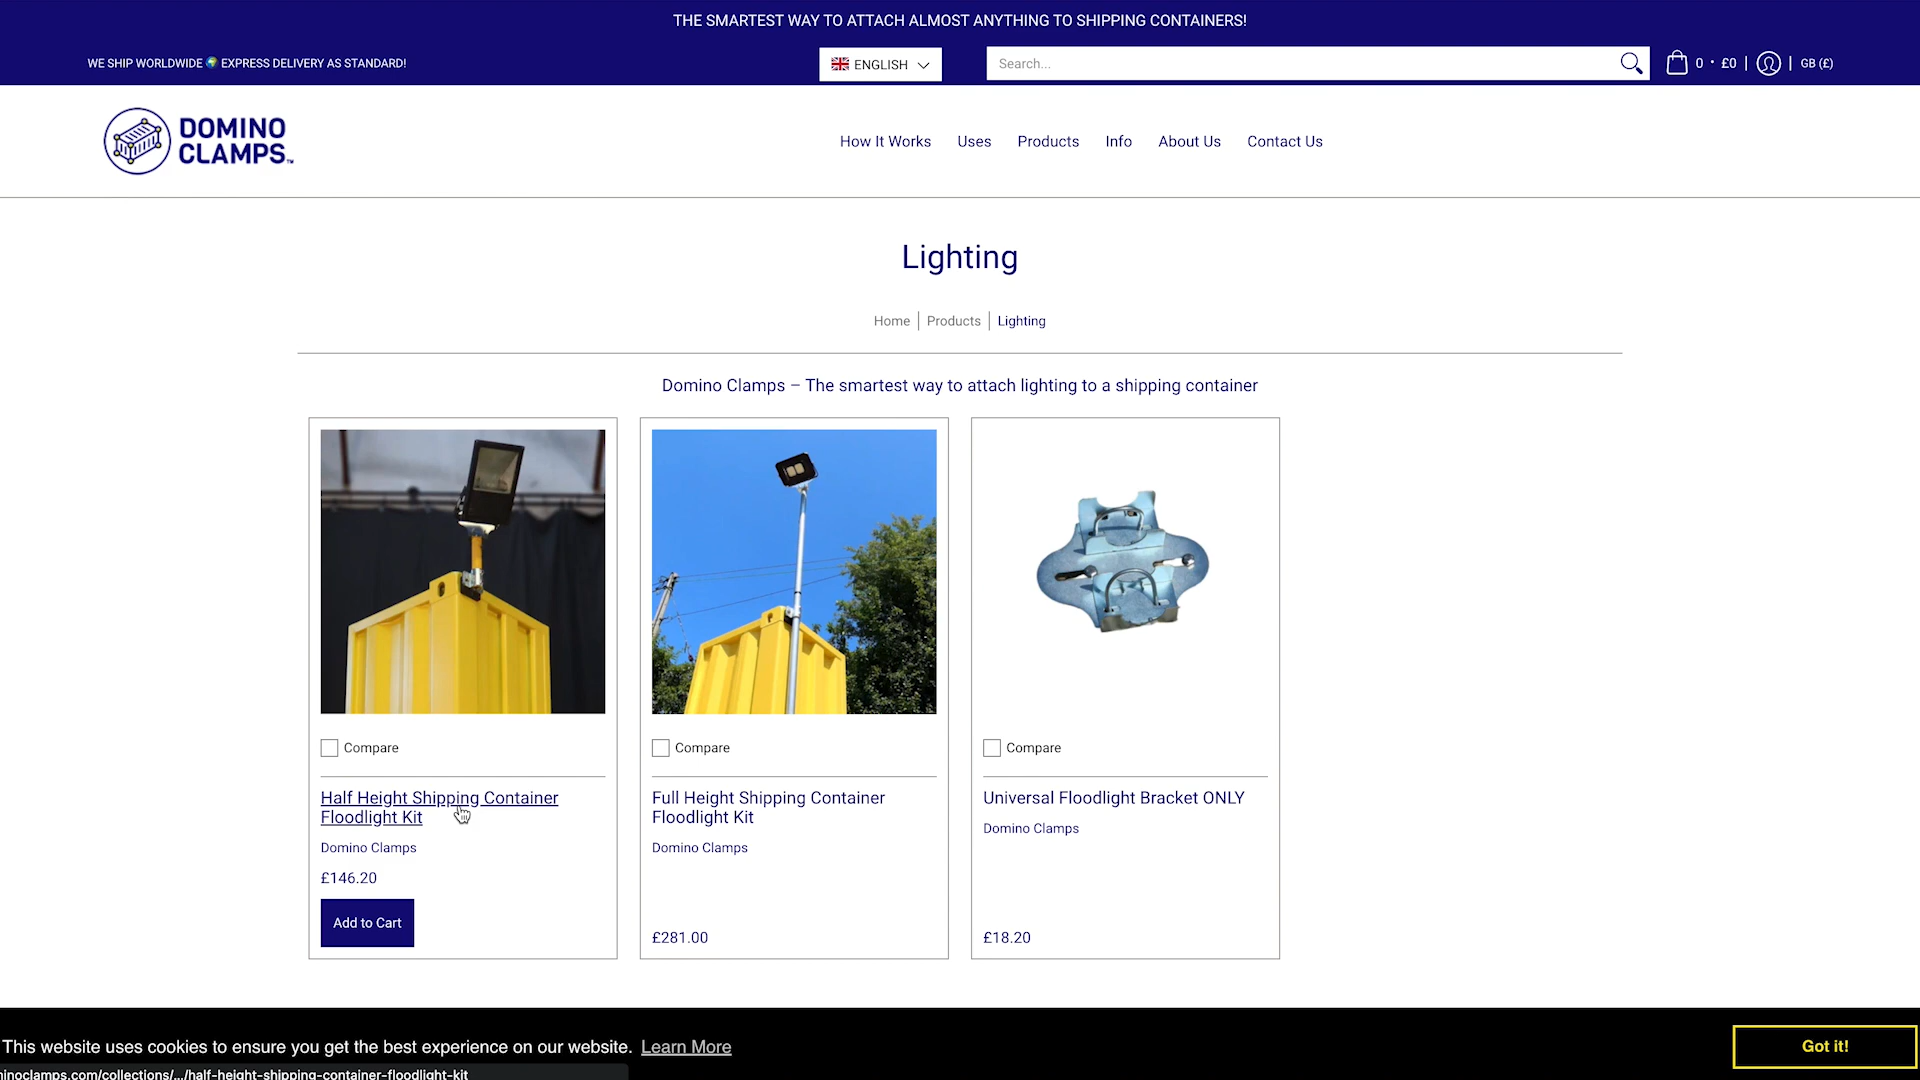 THE SMARTEST WAY TO ATTACH ALMOST ANYTHING TO SHIPPING CONTAINERS!
WE SHIP WORLDWIDE 🌍 EXPRESS DELIVERY AS STANDARD!
ENGLISH
Search...
0 · £0 | | GB (£)
DOMINO
CLAMPS™
How It Works Uses Products Info About Us Contact Us
Lighting
Home | Products | Lighting
Domino Clamps – The smartest way to attach lighting to a shipping container
Compare
Half Height Shipping Container
Floodlight Kit
Domino Clamps
£146.20
Add to Cart
Compare
Full Height Shipping Container
Floodlight Kit
Domino Clamps
£281.00
Compare
Universal Floodlight Bracket ONLY
Domino Clamps
£18.20
This website uses cookies to ensure you get the best experience on our website. Learn More
Got it!
inoclamps.com/collections/.../half-height-shipping-container-floodlight-kit